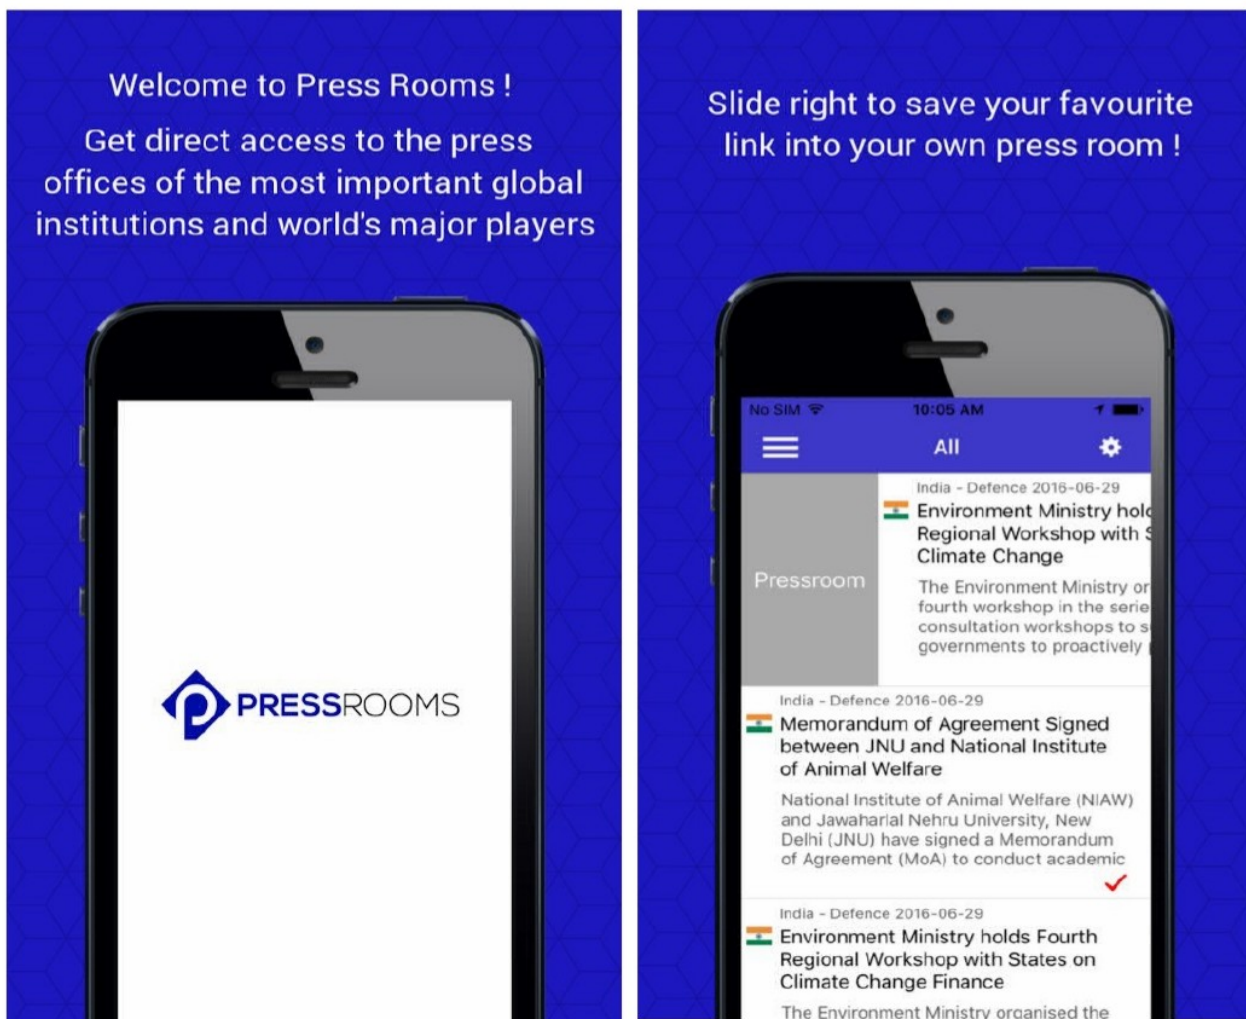 Welcome to Press Rooms !
Get direct access to the press
offices of the most important global
institutions and world's major players
PRESSROOMS
Slide right to save your favourite
link into your own press room !
No SIM 10:05 AM
All
Pressroom
India - Defence 2016-06-29
Environment Ministry hold
Regional Workshop with S
Climate Change
The Environment Ministry or
fourth workshop in the serie
consultation workshops to s
governments to proactively
India - Defence 2016-06-29
Memorandum of Agreement Signed
between JNU and National Institute
of Animal Welfare
National Institute of Animal Welfare (NIAW)
and Jawaharlal Nehru University, New
Delhi (JNU) have signed a Memorandum
of Agreement (MoA) to conduct academic
India - Defence 2016-06-29
Environment Ministry holds Fourth
Regional Workshop with States on
Climate Change Finance
The Environment Ministry organised the